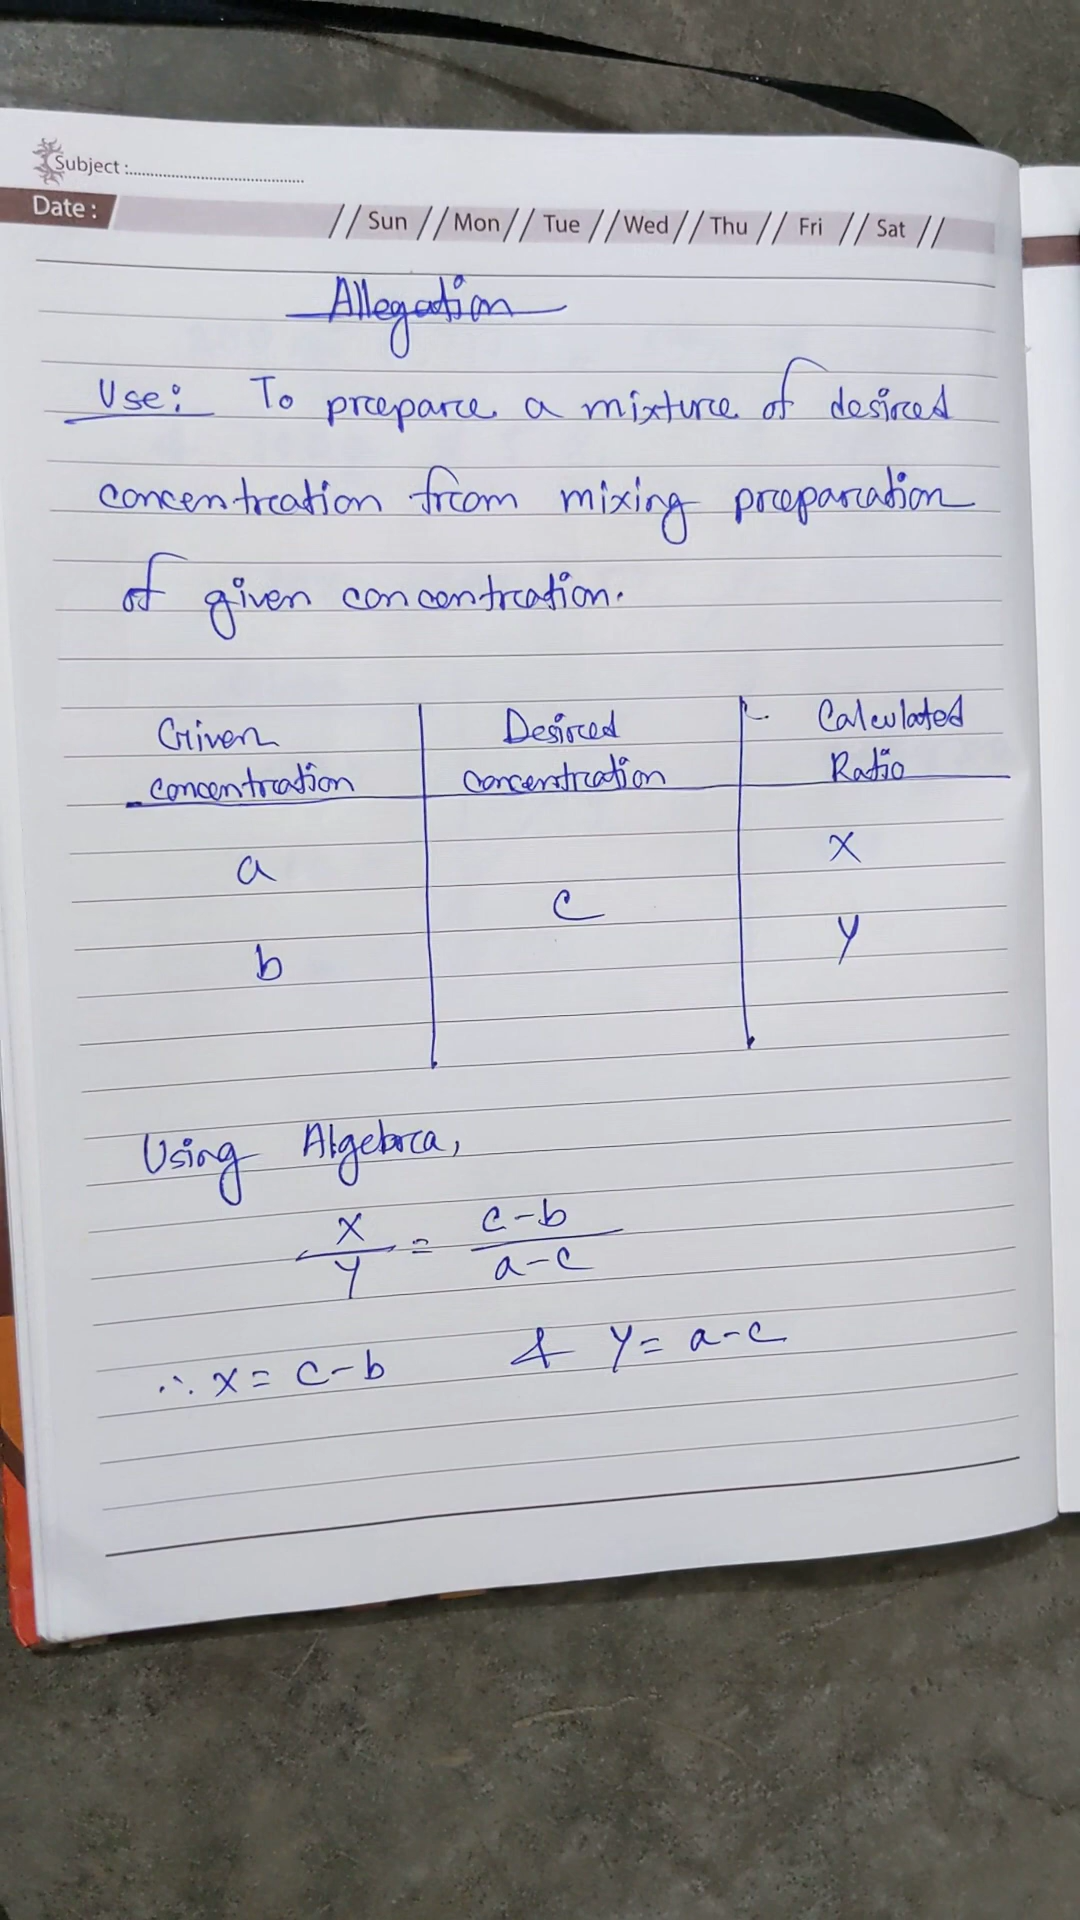 Subject :
Date :
// Sun // Mon // Tue // Wed // Thu // Fri // Sat //
Allegation
Use: To prepare a mixture of desired
concentration from mixing preparation
of given concentration.
Given Desired Calculated
concentration concentration Ratio
a x
c
b y
Using Algebra,
x/y = c-b/a-c
∴ x = c-b & y = a-c